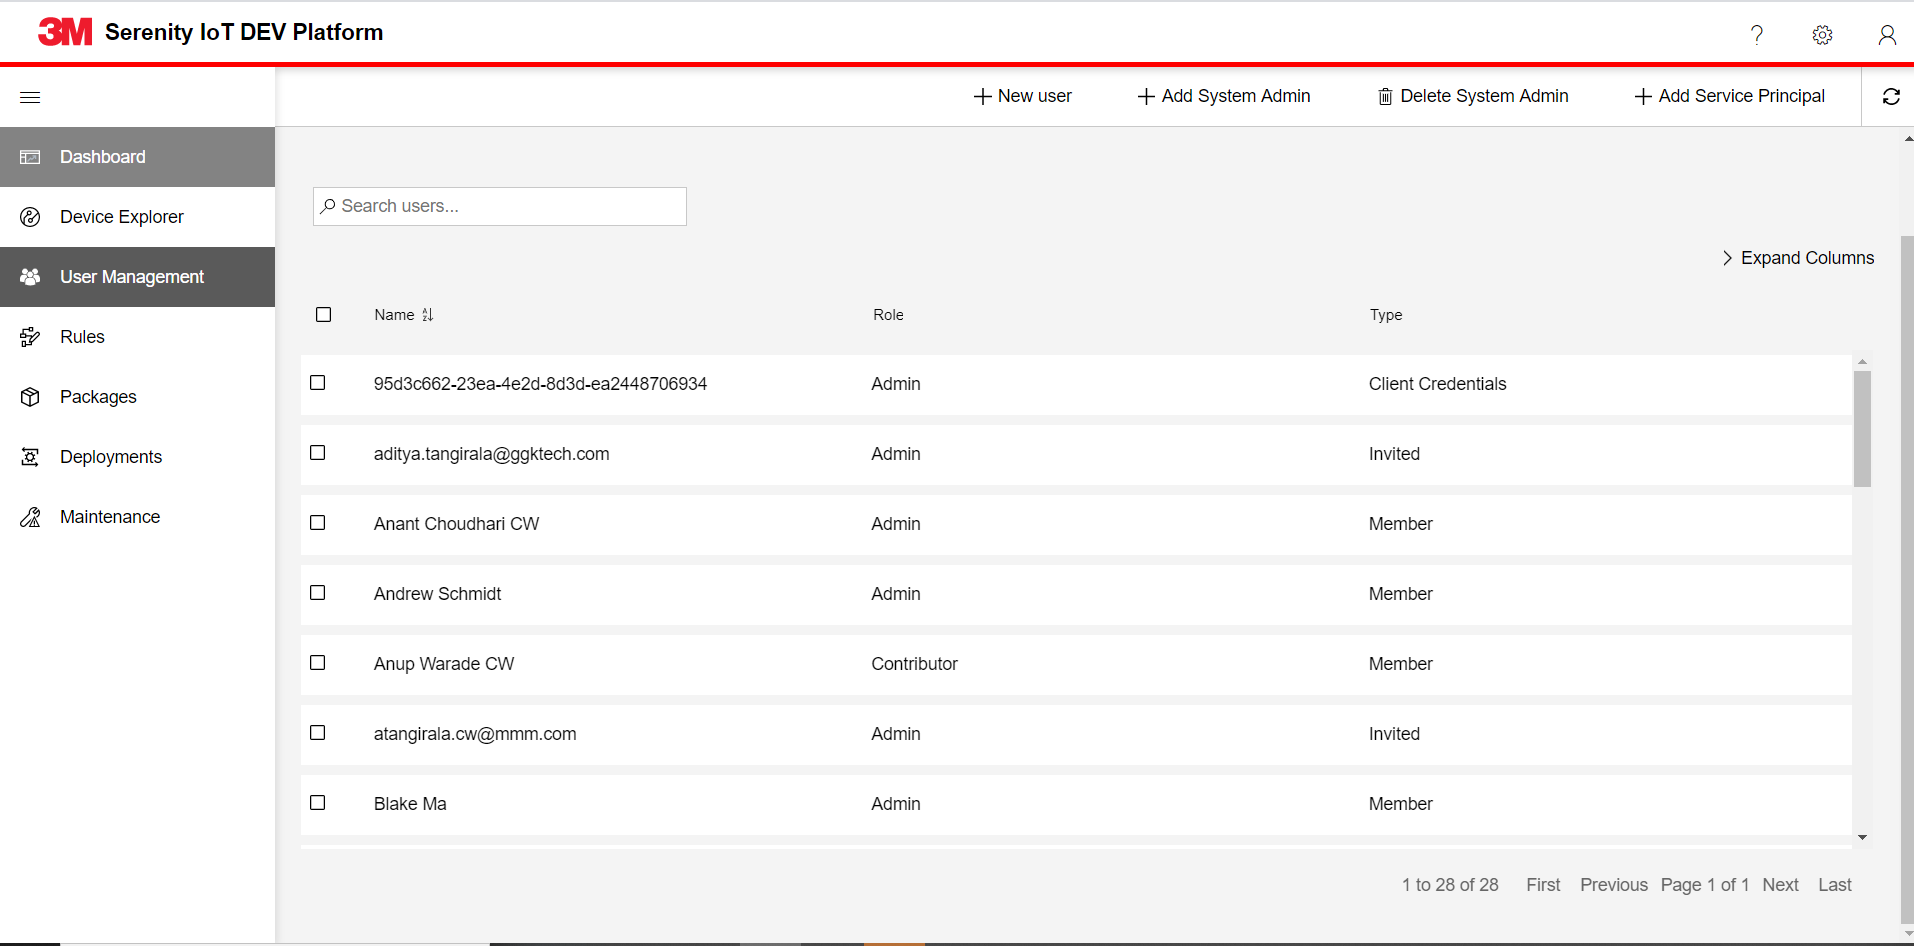 3M Serenity IoT DEV Platform
+ New user + Add System Admin Delete System Admin + Add Service Principal
Dashboard
Device Explorer
User Management
Rules
Packages
Deployments
Maintenance
Search users...
Expand Columns
Name Role Type
95d3c662-23ea-4e2d-8d3d-ea2448706934 Admin Client Credentials
aditya.tangirala@ggktech.com Admin Invited
Anant Choudhari CW Admin Member
Andrew Schmidt Admin Member
Anup Warade CW Contributor Member
atangirala.cw@mmm.com Admin Invited
Blake Ma Admin Member
1 to 28 of 28 First Previous Page 1 of 1 Next Last